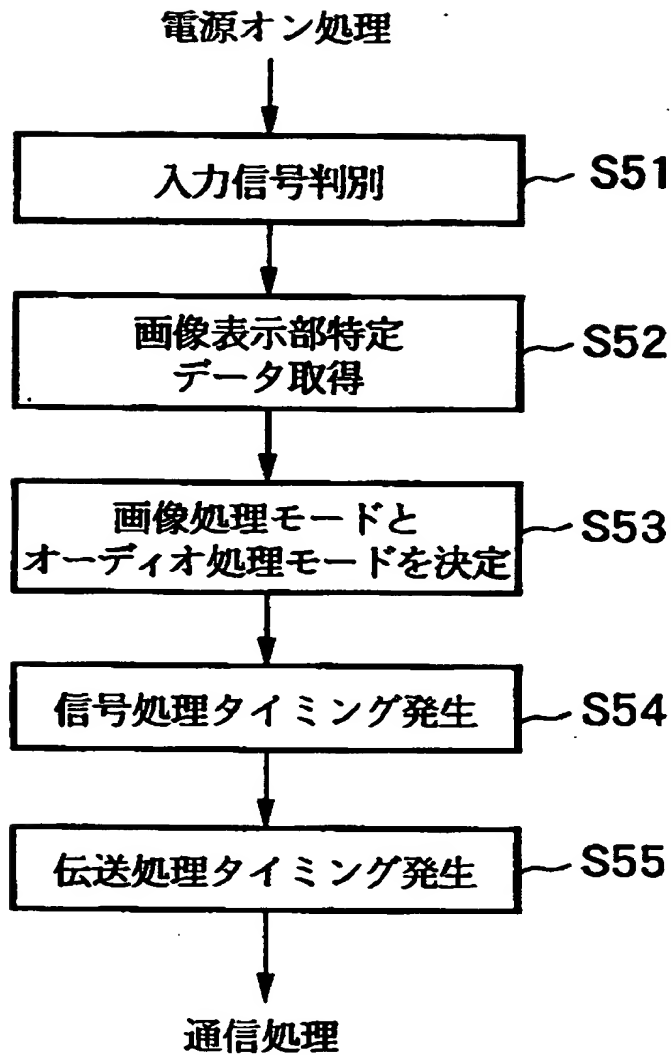 電源オン処理
入力信号判別
S51
画像表示部特定
データ取得
S52
画像処理モードと
オーディオ処理モードを決定
S53
信号処理タイミング発生
S54
伝送処理タイミング発生
S55
通信処理